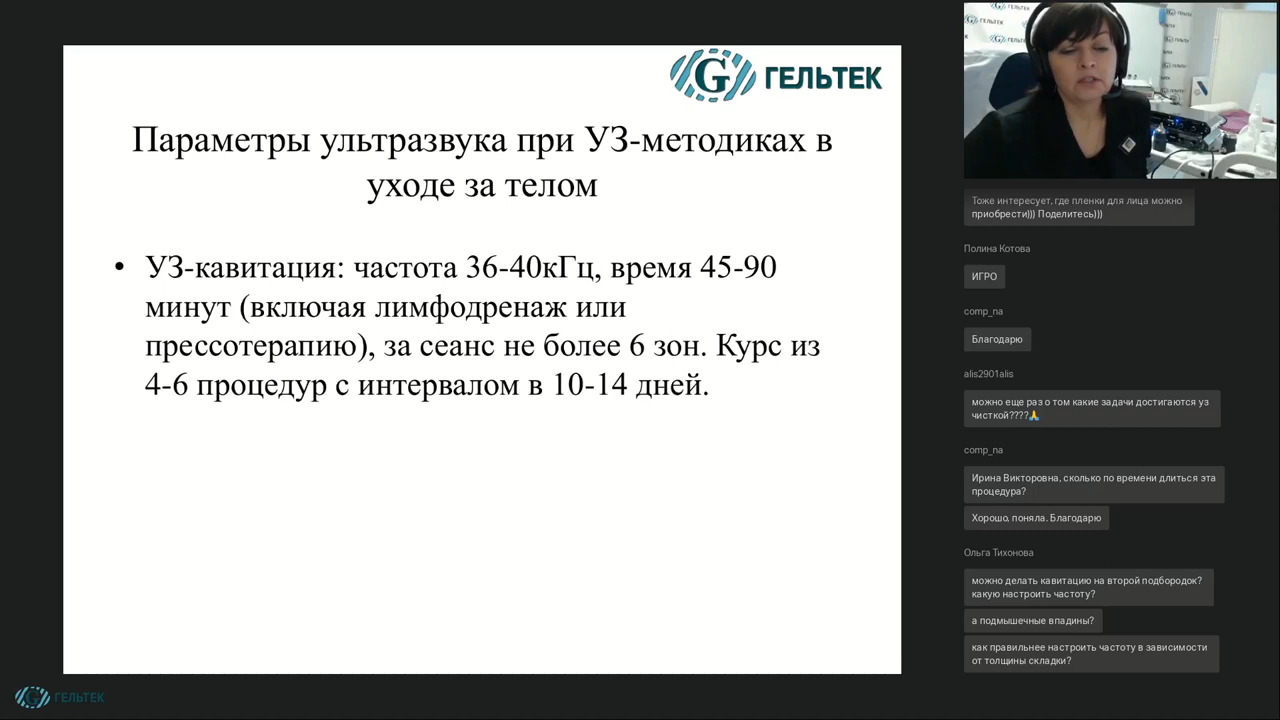 G ГЕЛЬТЕК
Параметры ультразвука при УЗ-методиках в
уходе за телом
• УЗ-кавитация: частота 36-40кГц, время 45-90
минут (включая лимфодренаж или
прессотерапию), за сеанс не более 6 зон. Курс из
4-6 процедур с интервалом в 10-14 дней.
ГЕЛЬТЕК
ГЕЛЬТЕК
Тоже интересует, где пленки для лица можно
приобрести))) Поделитесь)))
Полина Котова
ИГРО
comp_na
Благодарю
alis2901alis
можно еще раз о том какие задачи достигаются уз
чисткой????🙏
comp_na
Ирина Викторовна, сколько по времени длиться эта
процедура?
Хорошо, поняла. Благодарю
Ольга Тихонова
можно делать кавитацию на второй подбородок?
какую настроить частоту?
а подмышечные впадины?
как правильнее настроить частоту в зависимости
от толщины складки?